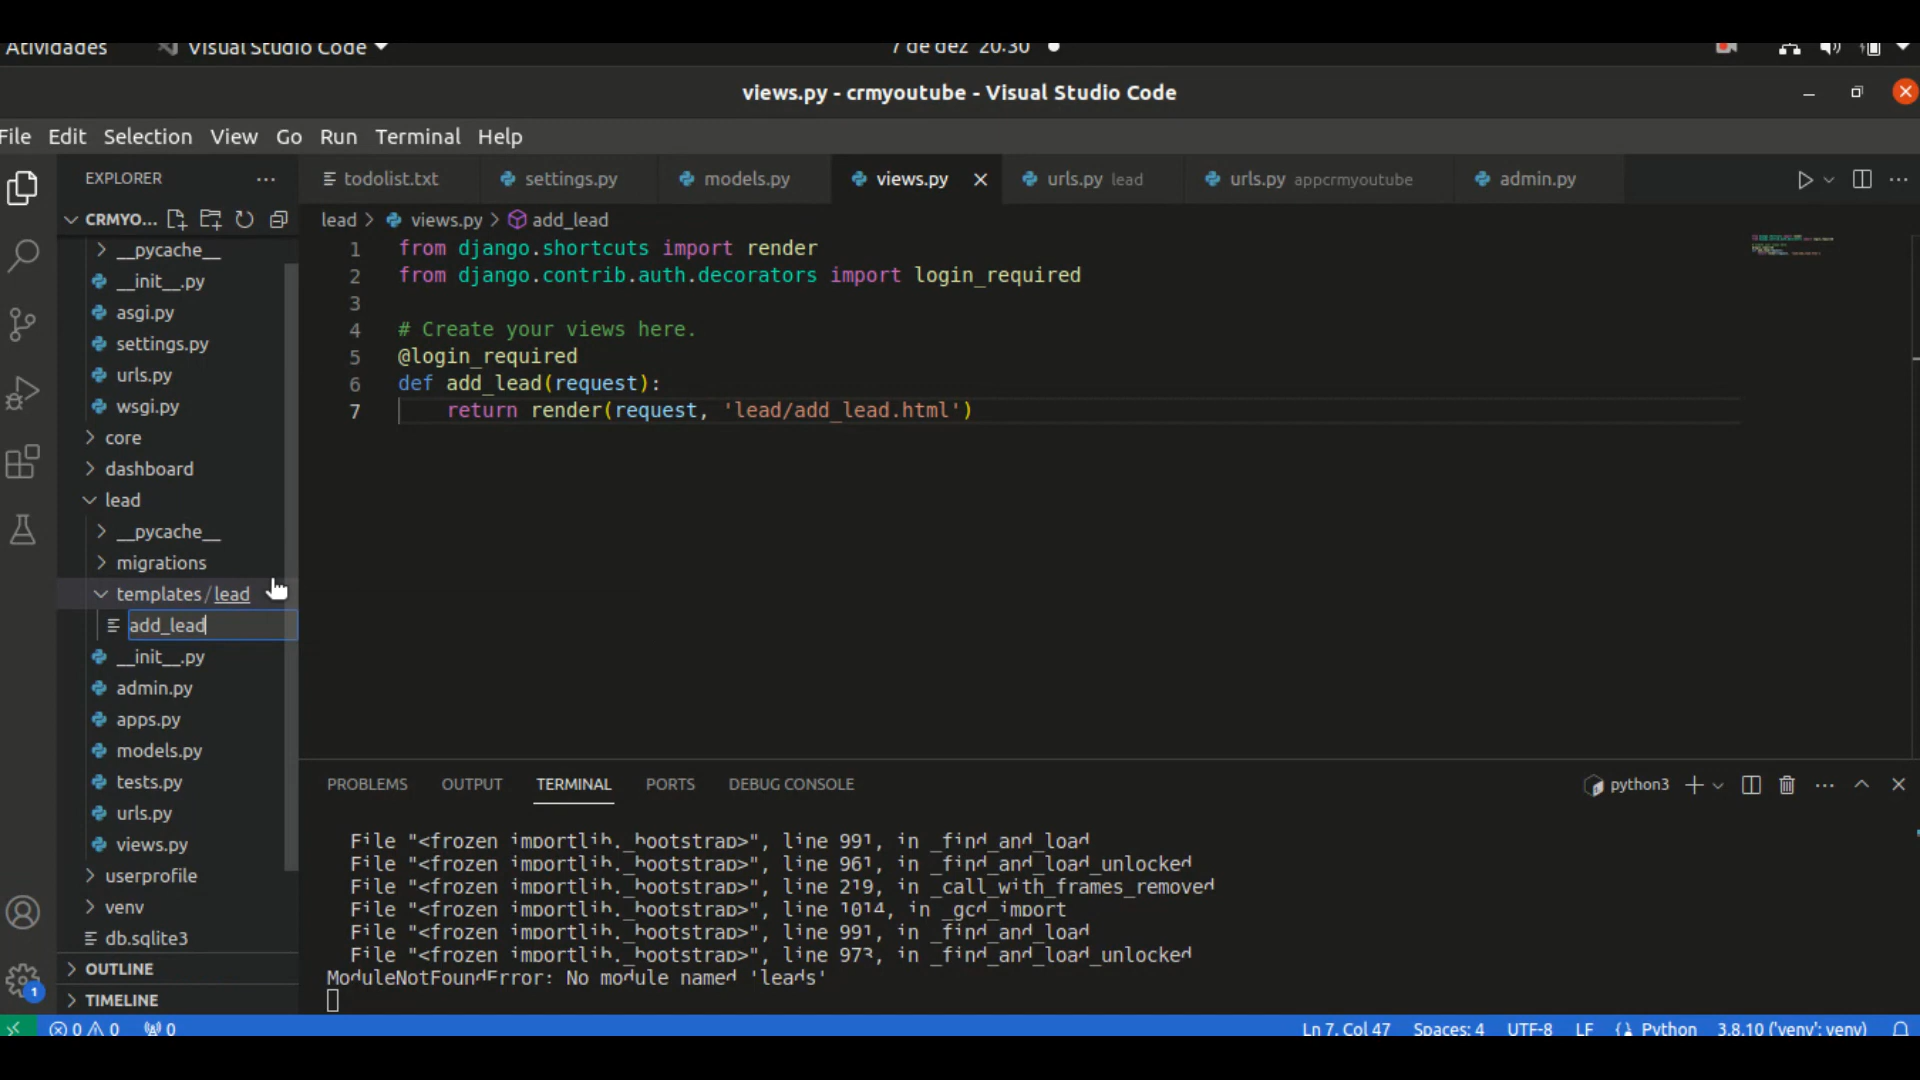 Atividades Visual Studio Code 7 de dez 20:30
views.py - crmyoutube - Visual Studio Code
File Edit Selection View Go Run Terminal Help
EXPLORER ...
todolist.txt settings.py models.py views.py urls.py lead urls.py appcrmyoutube admin.py
CRMYO...
lead > views.py > add_lead
__pycache__
__init__.py
asgi.py
settings.py
urls.py
wsgi.py
core
dashboard
lead
__pycache__
migrations
templates/lead
add_lead
__init__.py
admin.py
apps.py
models.py
tests.py
urls.py
views.py
userprofile
venv
db.sqlite3
OUTLINE
TIMELINE
1 from django.shortcuts import render
2 from django.contrib.auth.decorators import login_required
3
4 # Create your views here.
5 @login_required
6 def add_lead(request):
7 return render(request, 'lead/add_lead.html')
PROBLEMS OUTPUT TERMINAL PORTS DEBUG CONSOLE python3
File "<frozen importlib._bootstrap>", line 991, in _find_and_load
File "<frozen importlib._bootstrap>", line 961, in _find_and_load_unlocked
File "<frozen importlib._bootstrap>", line 219, in _call_with_frames_removed
File "<frozen importlib._bootstrap>", line 1014, in _gcd_import
File "<frozen importlib._bootstrap>", line 991, in _find_and_load
File "<frozen importlib._bootstrap>", line 973, in _find_and_load_unlocked
ModuleNotFoundError: No module named 'leads'
1
0 0 0 Ln 7, Col 47 Spaces: 4 UTF-8 LF Python 3.8.10 ('venv': venv)